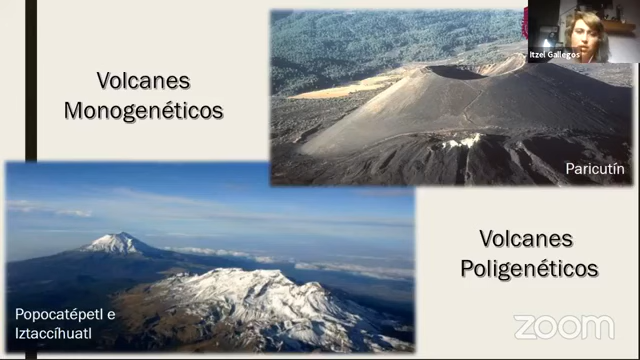 Volcanes
Monogenéticos
Itzel Gallegos
Paricutín
Popocatépetl e
Iztaccíhuatl
Volcanes
Poligenéticos
zoom